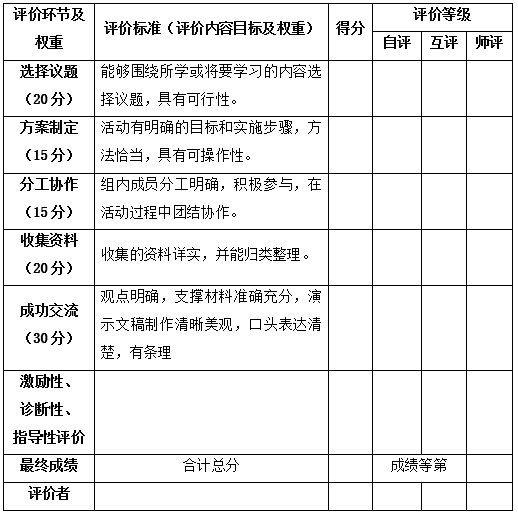 评价环节及
权重
评价标准（评价内容目标及权重）
得分
评价等级
自评
互评
师评
选择议题
（20分）
能够围绕所学或将要学习的内容选
择议题，具有可行性。
方案制定
（15分）
活动有明确的目标和实施步骤，方
法恰当，具有可操作性。
分工协作
（15分）
组内成员分工明确，积极参与，在
活动过程中团结协作。
收集资料
（20分）
收集的资料详实，并能归类整理。
成功交流
（30分）
观点明确，支撑材料准确充分，演
示文稿制作清晰美观，口头表达清
楚，有条理
激励性、
诊断性、
指导性评价
最终成绩
合计总分
成绩等第
评价者